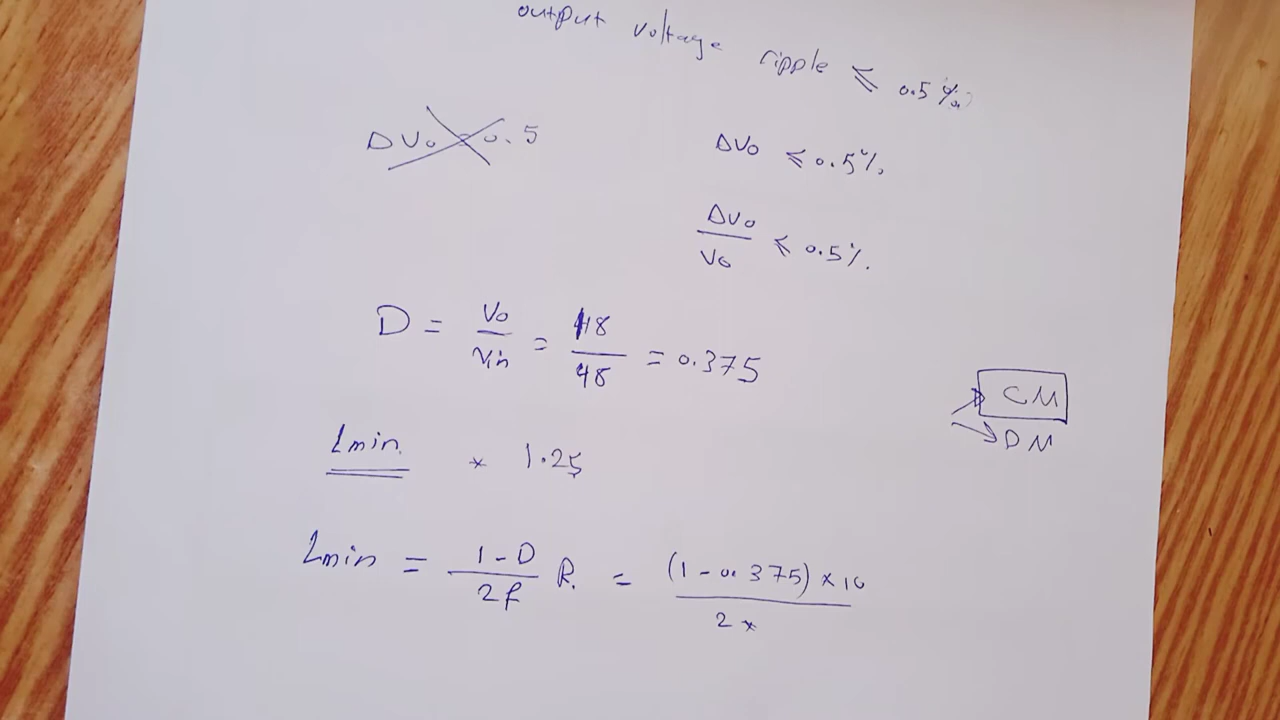 output voltage ripple ≤ 0.5%
ΔVo = 0.5
ΔVo ≤ 0.5%
ΔVo / Vo ≤ 0.5%.
D = Vo / Vin = 18 / 48 = 0.375
CM
DM
Lmin * 1.25
Lmin = 1-D / 2f R. = (1-0.375) × 10 / 2 ×